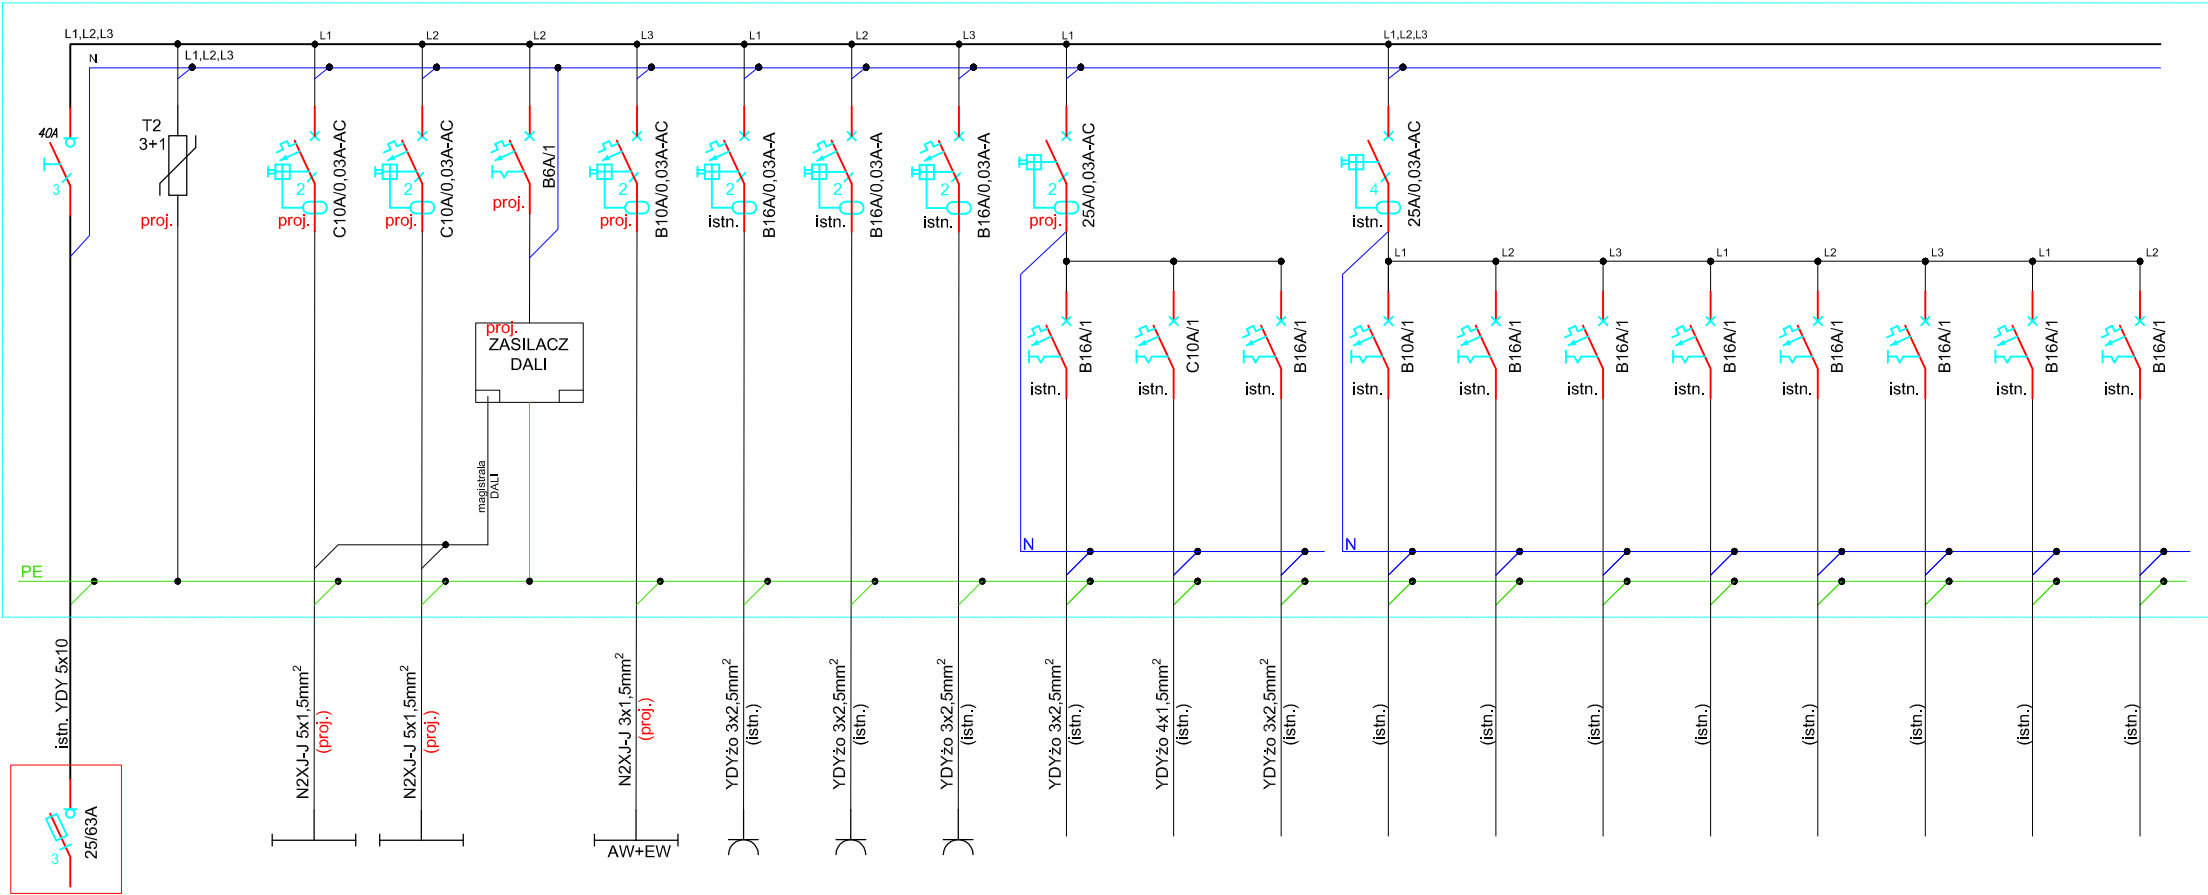 L1,L2,L3
L1
L2
L2
L3
L1
L2
L3
L1
L1,L2,L3
N
L1,L2,L3
40A
3
T2
3+1
proj.
2
proj.
C10A/0,03A-AC
2
proj.
C10A/0,03A-AC
proj.
B6A/1
2
proj.
B10A/0,03A-AC
2
istn.
B16A/0,03A-A
2
istn.
B16A/0,03A-A
2
istn.
B16A/0,03A-A
2
proj.
25A/0,03A-AC
4
istn.
25A/0,03A-AC
L1
L2
L3
L1
L2
L3
L1
L2
proj.
ZASILACZ
DALI
istn.
B16A/1
istn.
C10A/1
istn.
B16A/1
istn.
B10A/1
istn.
B16A/1
istn.
B16A/1
istn.
B16A/1
istn.
B16A/1
istn.
B16A/1
istn.
B16A/1
istn.
B16A/1
magistrala
DALI
N
N
PE
istn. YDY 5x10
N2XJ-J 5x1,5mm²
(proj.)
N2XJ-J 5x1,5mm²
(proj.)
N2XJ-J 3x1,5mm²
(proj.)
YDYżo 3x2,5mm²
(istn.)
YDYżo 3x2,5mm²
(istn.)
YDYżo 3x2,5mm²
(istn.)
YDYżo 3x2,5mm²
(istn.)
YDYżo 4x1,5mm²
(istn.)
YDYżo 3x2,5mm²
(istn.)
(istn.)
(istn.)
(istn.)
(istn.)
(istn.)
(istn.)
(istn.)
(istn.)
3
25/63A
AW+EW